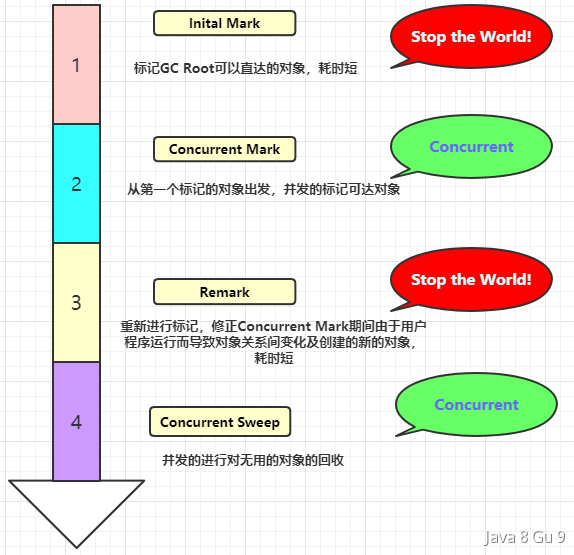 1
Inital Mark
Stop the World!
标记GC Root可以直达的对象，耗时短
2
Concurrent Mark
Concurrent
从第一个标记的对象出发，并发的标记可达对象
3
Remark
Stop the World!
重新进行标记，修正Concurrent Mark期间由于用户
程序运行而导致对象关系间变化及创建的新的对象，
耗时短
4
Concurrent Sweep
Concurrent
并发的进行对无用的对象的回收
Java 8 Gu 9